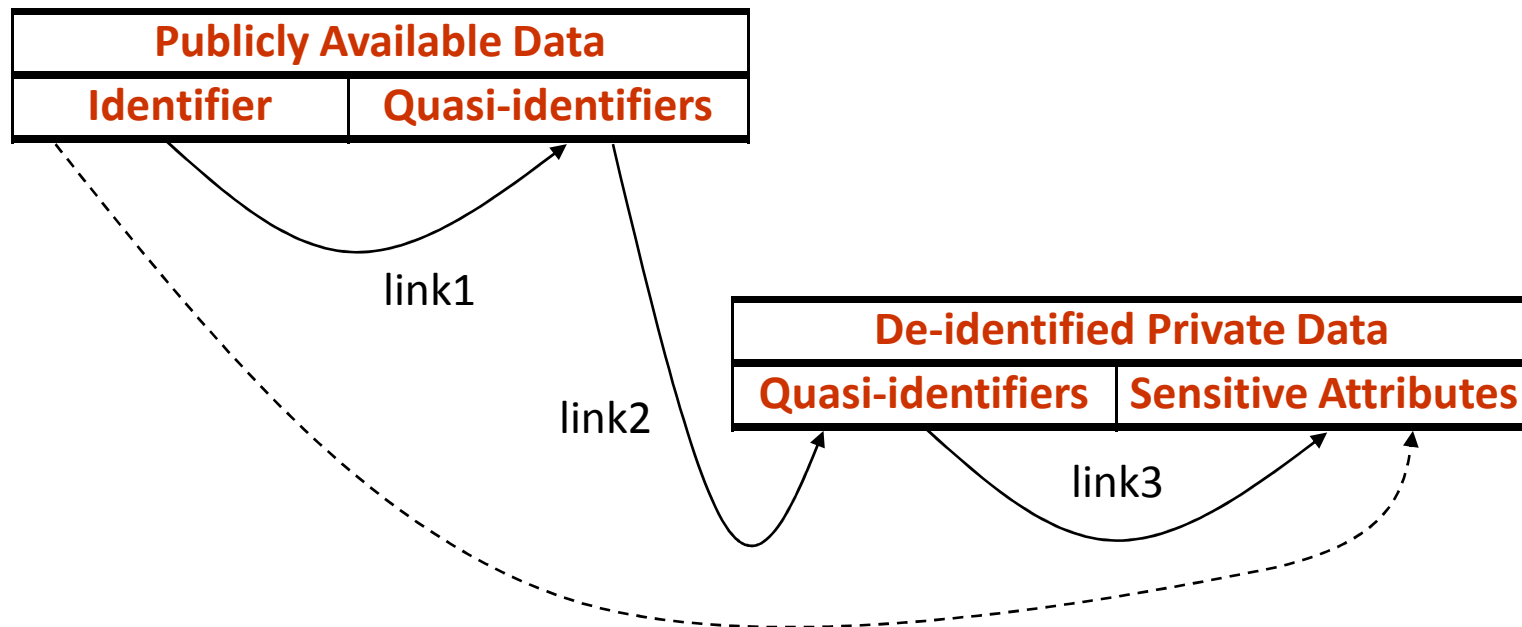 Publicly Available Data
Identifier Quasi-identifiers
link1
De-identified Private Data
Quasi-identifiers Sensitive Attributes
link2
link3